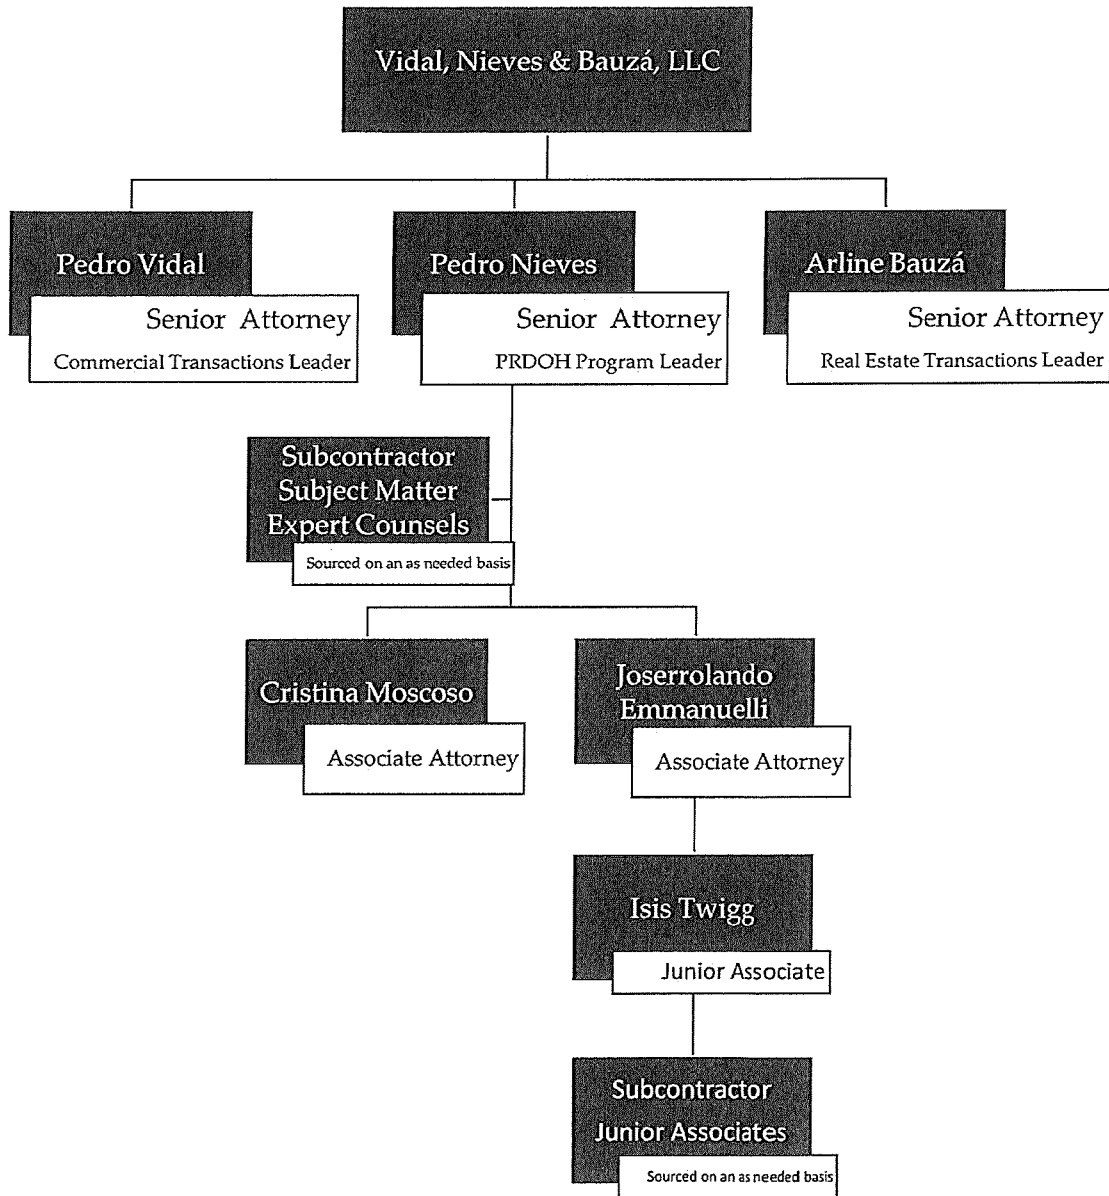 Vidal, Nieves & Bauzá, LLC
Pedro Vidal
Senior Attorney
Commercial Transactions Leader
Pedro Nieves
Senior Attorney
PRDOH Program Leader
Arline Bauzá
Senior Attorney
Real Estate Transactions Leader
Subcontractor
Subject Matter
Expert Counsels
Sourced on an as needed basis
Cristina Moscoso
Associate Attorney
Joserrolando
Emmanuelli
Associate Attorney
Isis Twigg
Junior Associate
Subcontractor
Junior Associates
Sourced on an as needed basis